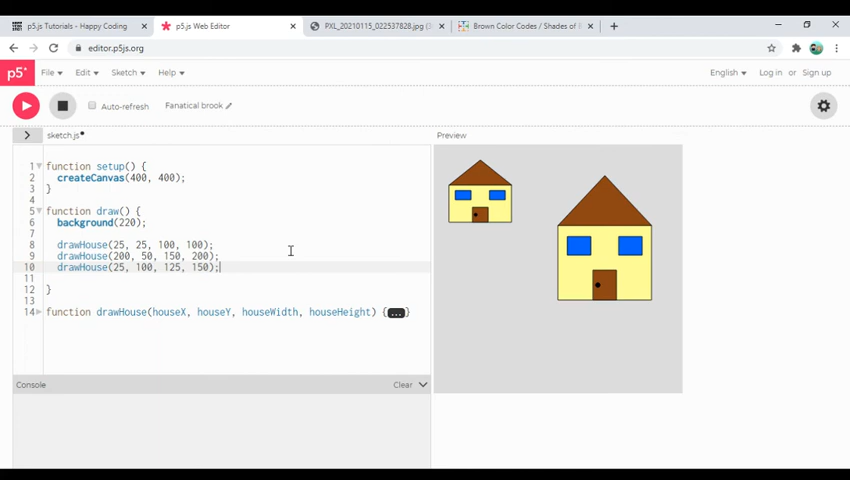 p5.js Tutorials - Happy Coding
p5.js Web Editor
PXL_20210115_022537828.jpg (3
Brown Color Codes / Shades of
editor.p5js.org
p5* File Edit Sketch Help English Log in or Sign up
Auto-refresh Fanatical brook
sketch.js Preview
1 function setup() {
2 createCanvas(400, 400);
3 }
4
5 function draw() {
6 background(220);
7
8 drawHouse(25, 25, 100, 100);
9 drawHouse(200, 50, 150, 200);
10 drawHouse(25, 100, 125, 150);
11
12 }
13
14 function drawHouse(houseX, houseY, houseWidth, houseHeight) {...}
Console Clear